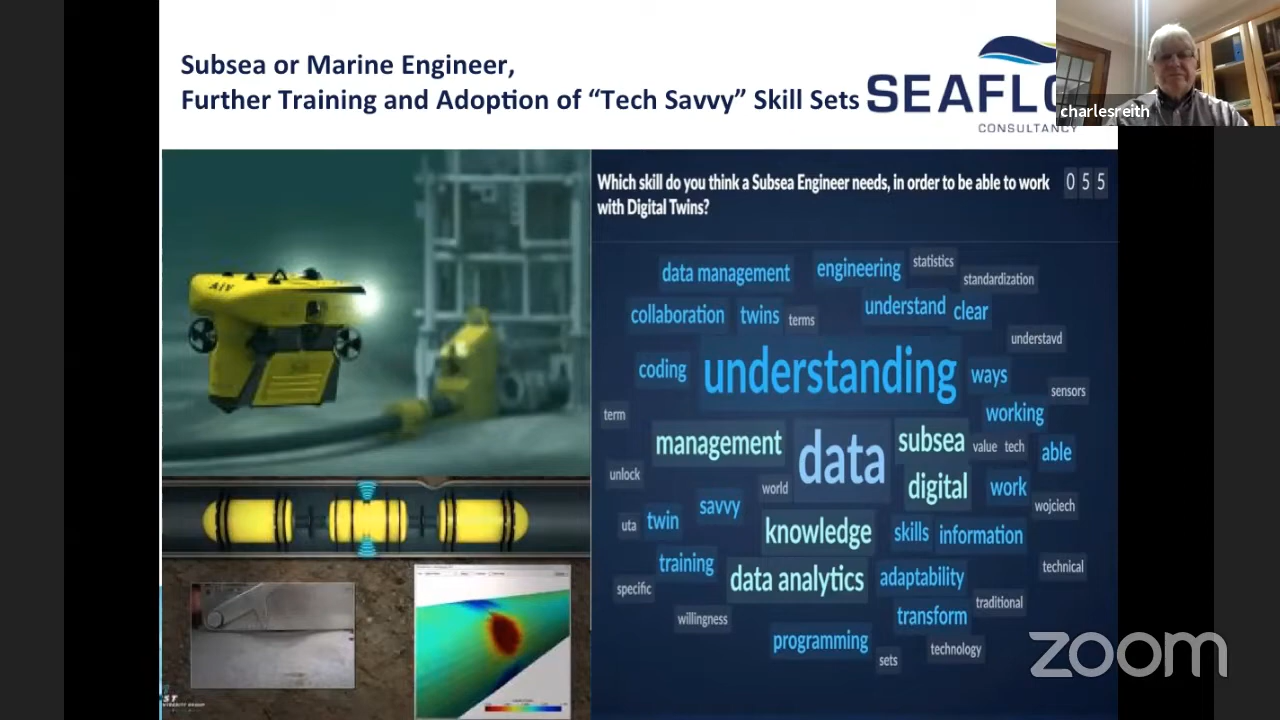 Subsea or Marine Engineer,
Further Training and Adoption of “Tech Savvy” Skill Sets
SEAFLO
CONSULTANCY
charlesreith
AIV
Which skill do you think a Subsea Engineer needs, in order to be able to work
with Digital Twins?
055
data management engineering statistics
standardization
collaboration twins terms understand clear
understavd
coding understanding ways
sensors
term working
management data subsea value tech able
unlock world digital work
uta twin savvy wojciech
knowledge skills information
training technical
specific data analytics adaptability
willingness transform traditional
programming technology
sets
zoom